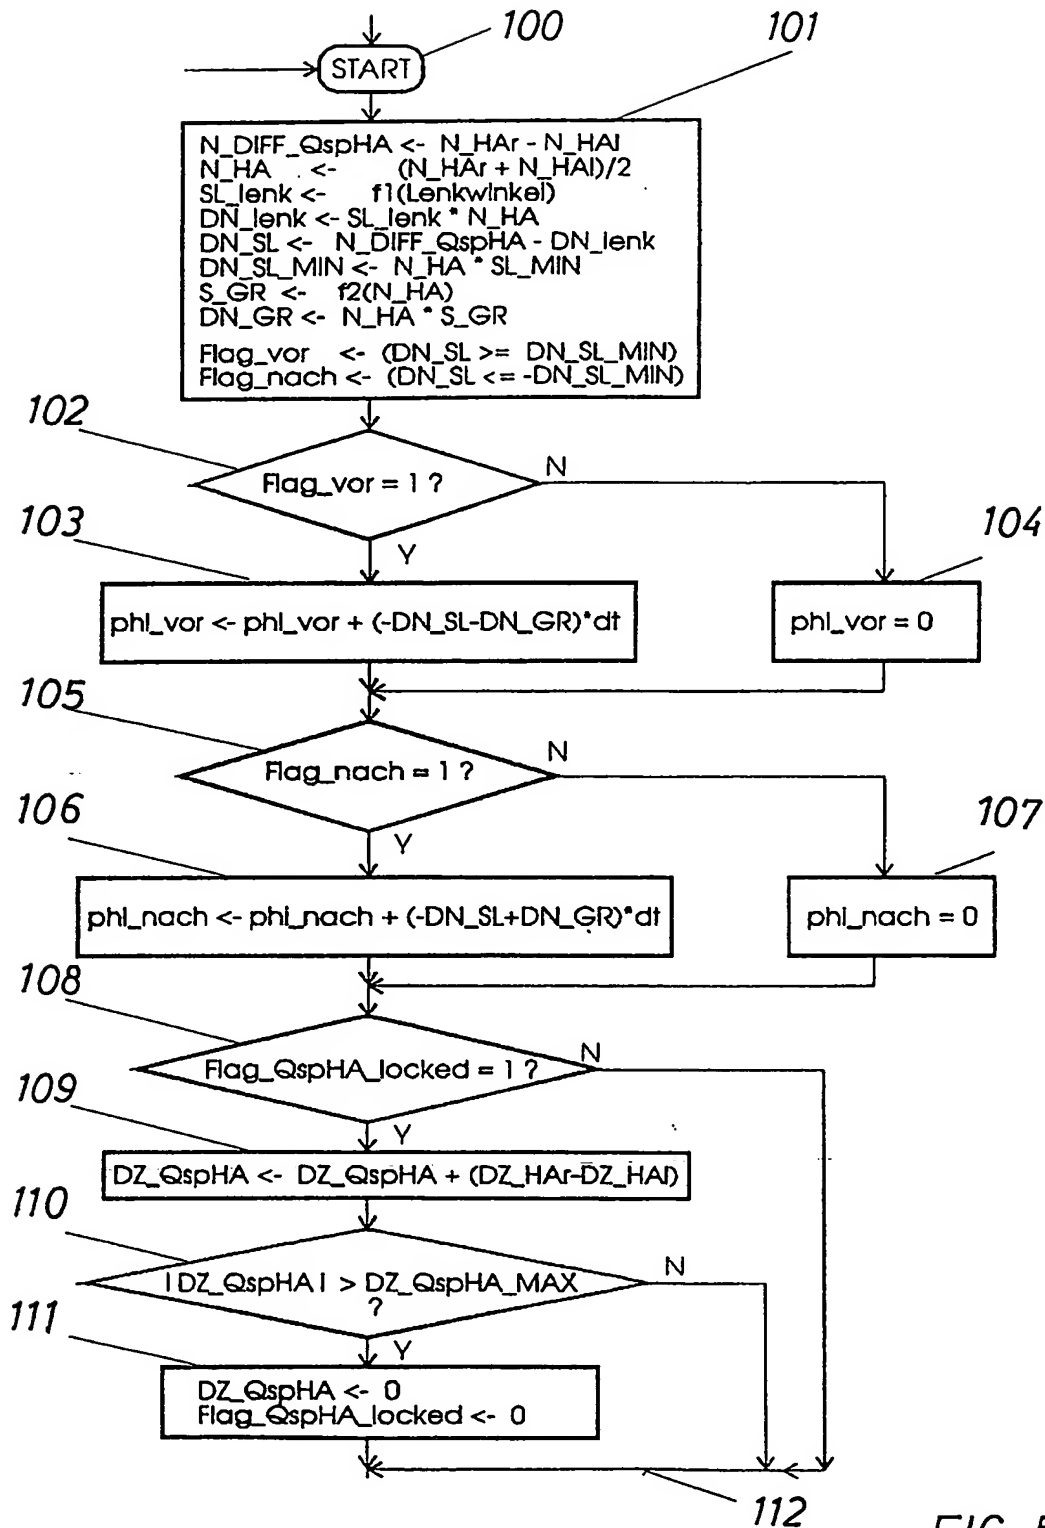 100
101
START
N_DIFF_QspHA <- N_HAr - N_HAl
N_HA <- (N_HAr + N_HAl)/2
SL_lenk <- f1(Lenkwinkel)
DN_lenk <- SL_lenk * N_HA
DN_SL <- N_DIFF_QspHA - DN_lenk
DN_SL_MIN <- N_HA * SL_MIN
S_GR <- f2(N_HA)
DN_GR <- N_HA * S_GR
Flag_vor <- (DN_SL >= DN_SL_MIN)
Flag_nach <- (DN_SL <= -DN_SL_MIN)
102
Flag_vor = 1 ?
N
Y
103
104
phi_vor <- phi_vor + (-DN_SL-DN_GR)*dt
phi_vor = 0
105
Flag_nach = 1 ?
N
Y
106
107
phi_nach <- phi_nach + (-DN_SL+DN_GR)*dt
phi_nach = 0
108
Flag_QspHA_locked = 1 ?
N
Y
109
DZ_QspHA <- DZ_QspHA + (DZ_HAr-DZ_HAl)
110
|DZ_QspHA| > DZ_QspHA_MAX
?
N
Y
111
DZ_QspHA <- 0
Flag_QspHA_locked <- 0
112
FIG. 5